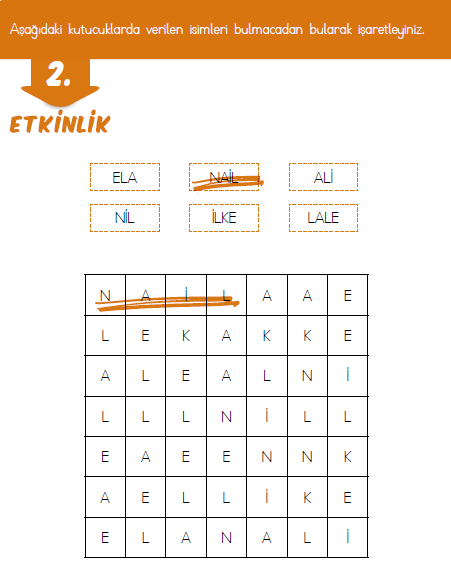 Aşağıdaki kutucuklarda verilen isimleri bulmacadan bularak işaretleyiniz.
2.
ETKİNLİK
ELA NAİL ALİ
NİL İLKE LALE
N A İ L A A E
L E K A K K E
A L E A L N İ
L L L N İ L L
E A E E N N K
A E L L İ K E
E L A N A L İ